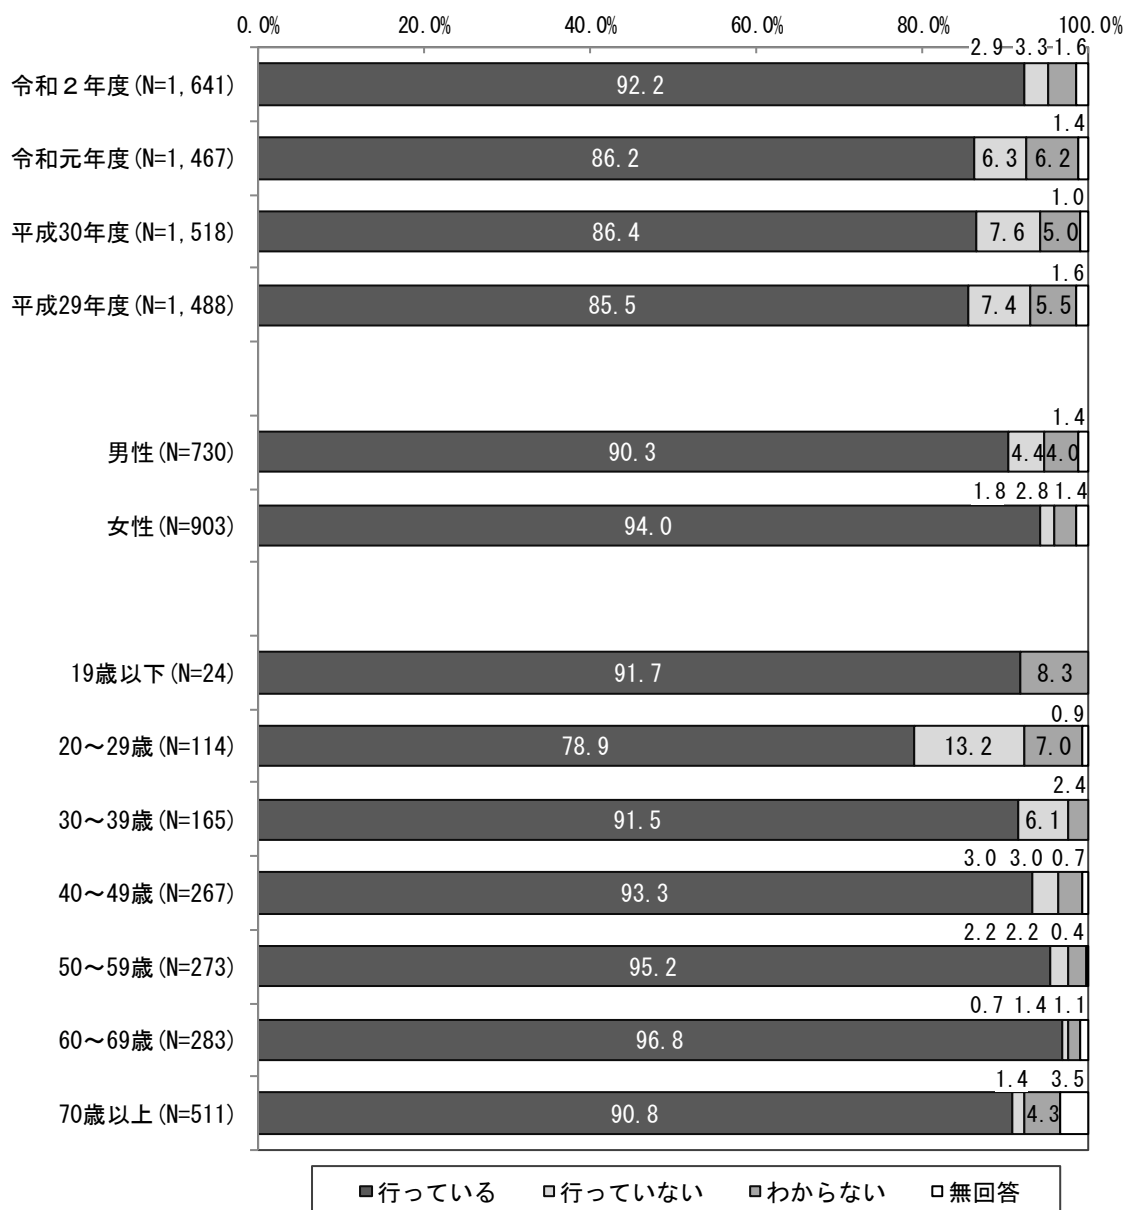 0.0% 20.0% 40.0% 60.0% 80.0% 100.0%
2.9 3.3 1.6
令和２年度(N=1,641) 92.2
1.4
令和元年度(N=1,467) 86.2 6.3 6.2
1.0
平成30年度(N=1,518) 86.4 7.6 5.0
1.6
平成29年度(N=1,488) 85.5 7.4 5.5
1.4
男性(N=730) 90.3 4.4 4.0
1.8 2.8 1.4
女性(N=903) 94.0
19歳以下(N=24) 91.7 8.3
0.9
20～29歳(N=114) 78.9 13.2 7.0
2.4
30～39歳(N=165) 91.5 6.1
3.0 3.0 0.7
40～49歳(N=267) 93.3
2.2 2.2 0.4
50～59歳(N=273) 95.2
0.7 1.4 1.1
60～69歳(N=283) 96.8
1.4 3.5
70歳以上(N=511) 90.8 4.3
行っている 行っていない わからない 無回答